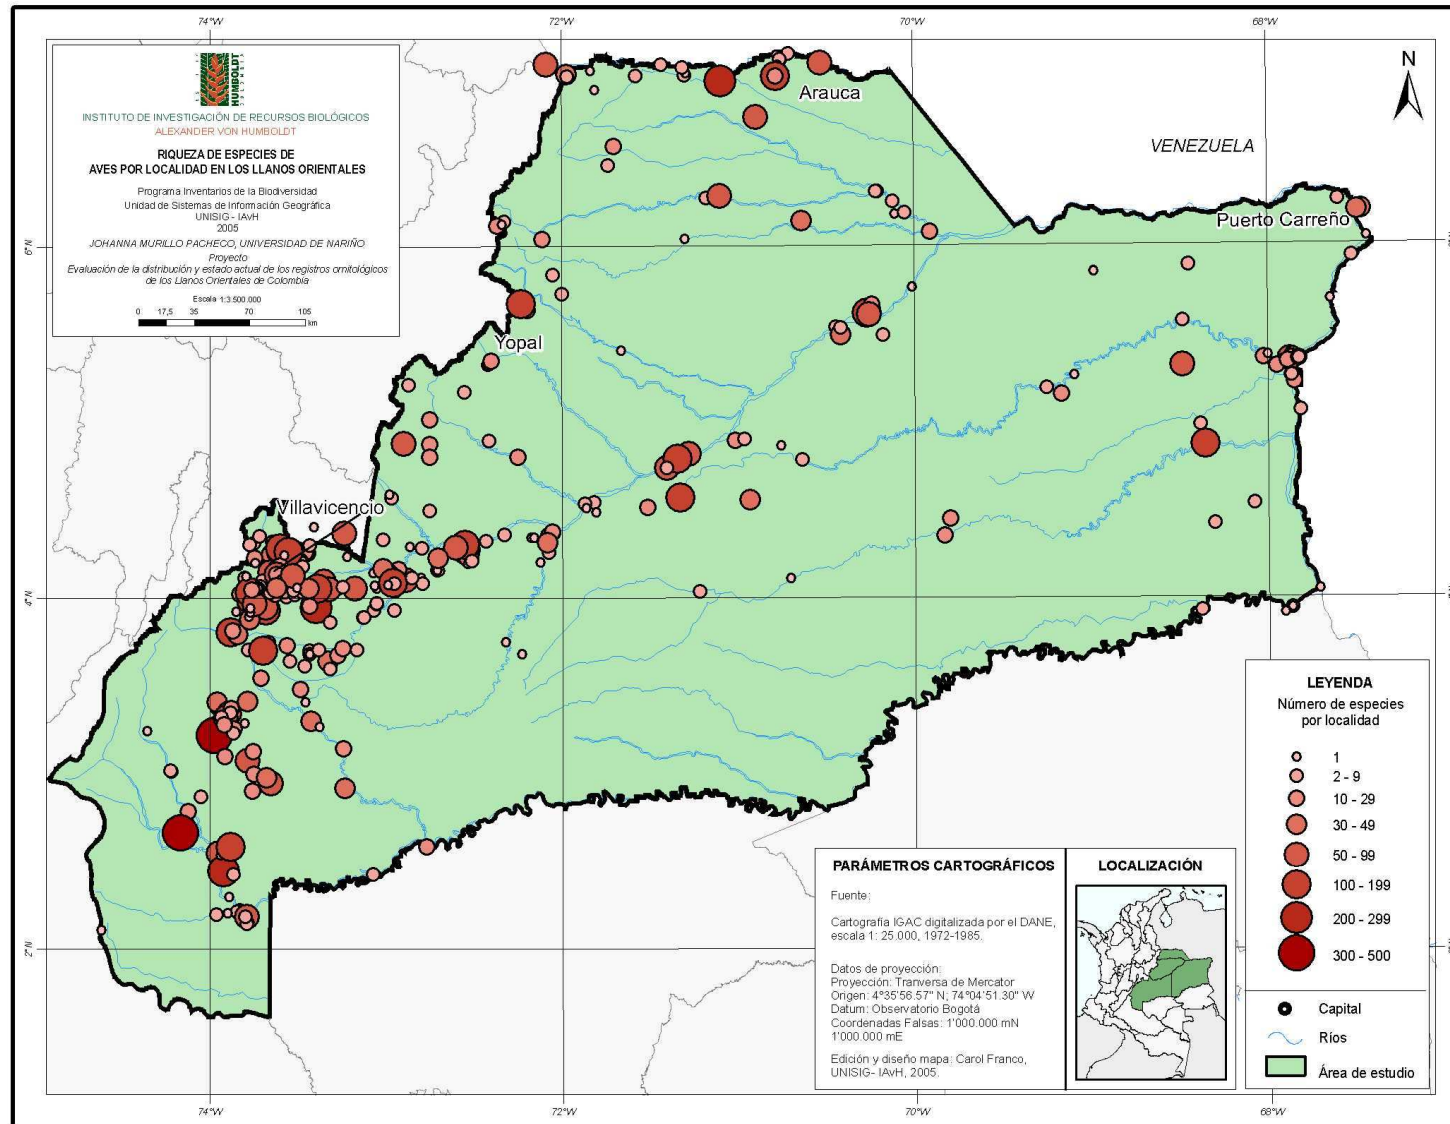 74°W
72°W
70°W
68°W
HUMBOLDT
INSTITUTO DE INVESTIGACIÓN DE RECURSOS BIOLÓGICOS
ALEXANDER VON HUMBOLDT
RIQUEZA DE ESPECIES DE
AVES POR LOCALIDAD EN LOS LLANOS ORIENTALES
Programa Inventarios de la Biodiversidad
Unidad de Sistemas de Información Geográfica
UNISIG - IAvH
2005
JOHANNA MURILLO PACHECO, UNIVERSIDAD DE NARIÑO
Proyecto
Evaluación de la distribución y estado actual de los registros ornitológicos
de los Llanos Orientales de Colombia
Escala 1:3.500.000
0 17,5 35 70 105
km
N
Arauca
VENEZUELA
Puerto Carreño
6°N
Yopal
Villavicencio
4°N
2°N
LEYENDA
Número de especies
por localidad
1
2 - 9
10 - 29
30 - 49
50 - 99
100 - 199
200 - 299
300 - 500
Capital
Ríos
Área de estudio
PARÁMETROS CARTOGRÁFICOS
Fuente:
Cartografía IGAC digitalizada por el DANE,
escala 1: 25.000, 1972-1985.
Datos de proyección:
Proyección: Tranversa de Mercator
Origen: 4°35'56.57" N; 74°04'51.30" W
Datum: Observatorio Bogotá
Coordenadas Falsas: 1'000.000 mN
1'000.000 mE
Edición y diseño mapa: Carol Franco,
UNISIG- IAvH, 2005.
LOCALIZACIÓN
74°W
72°W
70°W
68°W